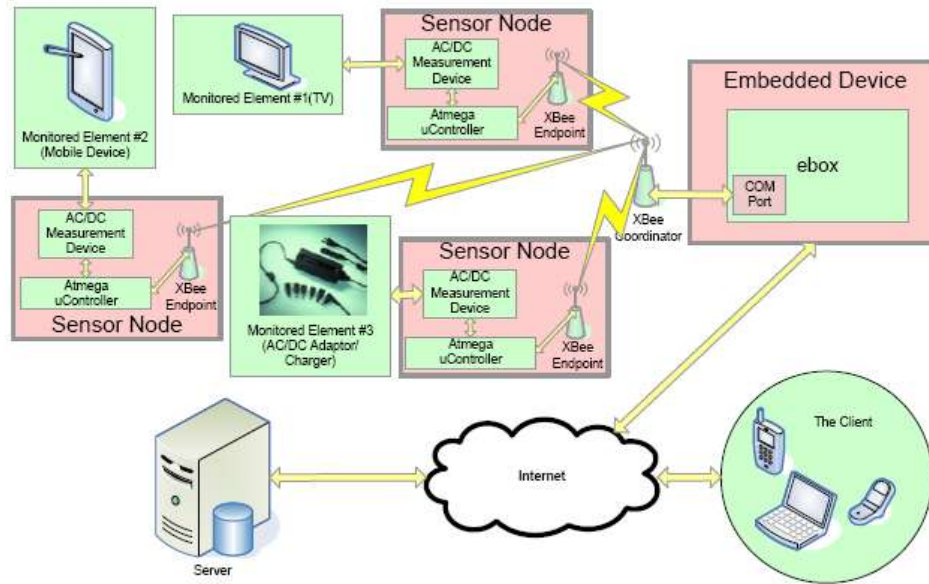 Sensor Node
AC/DC
Measurement
Device
Atmega
uController
XBee
Endpoint
Monitored Element #1(TV)
Monitored Element #2
(Mobile Device)
Embedded Device
ebox
COM
Port
XBee
Coordinator
AC/DC
Measurement
Device
Atmega
uController
XBee
Endpoint
Sensor Node
Monitored Element #3
(AC/DC Adaptor/
Charger)
Sensor Node
AC/DC
Measurement
Device
Atmega
uController
XBee
Endpoint
Server
Internet
The Client